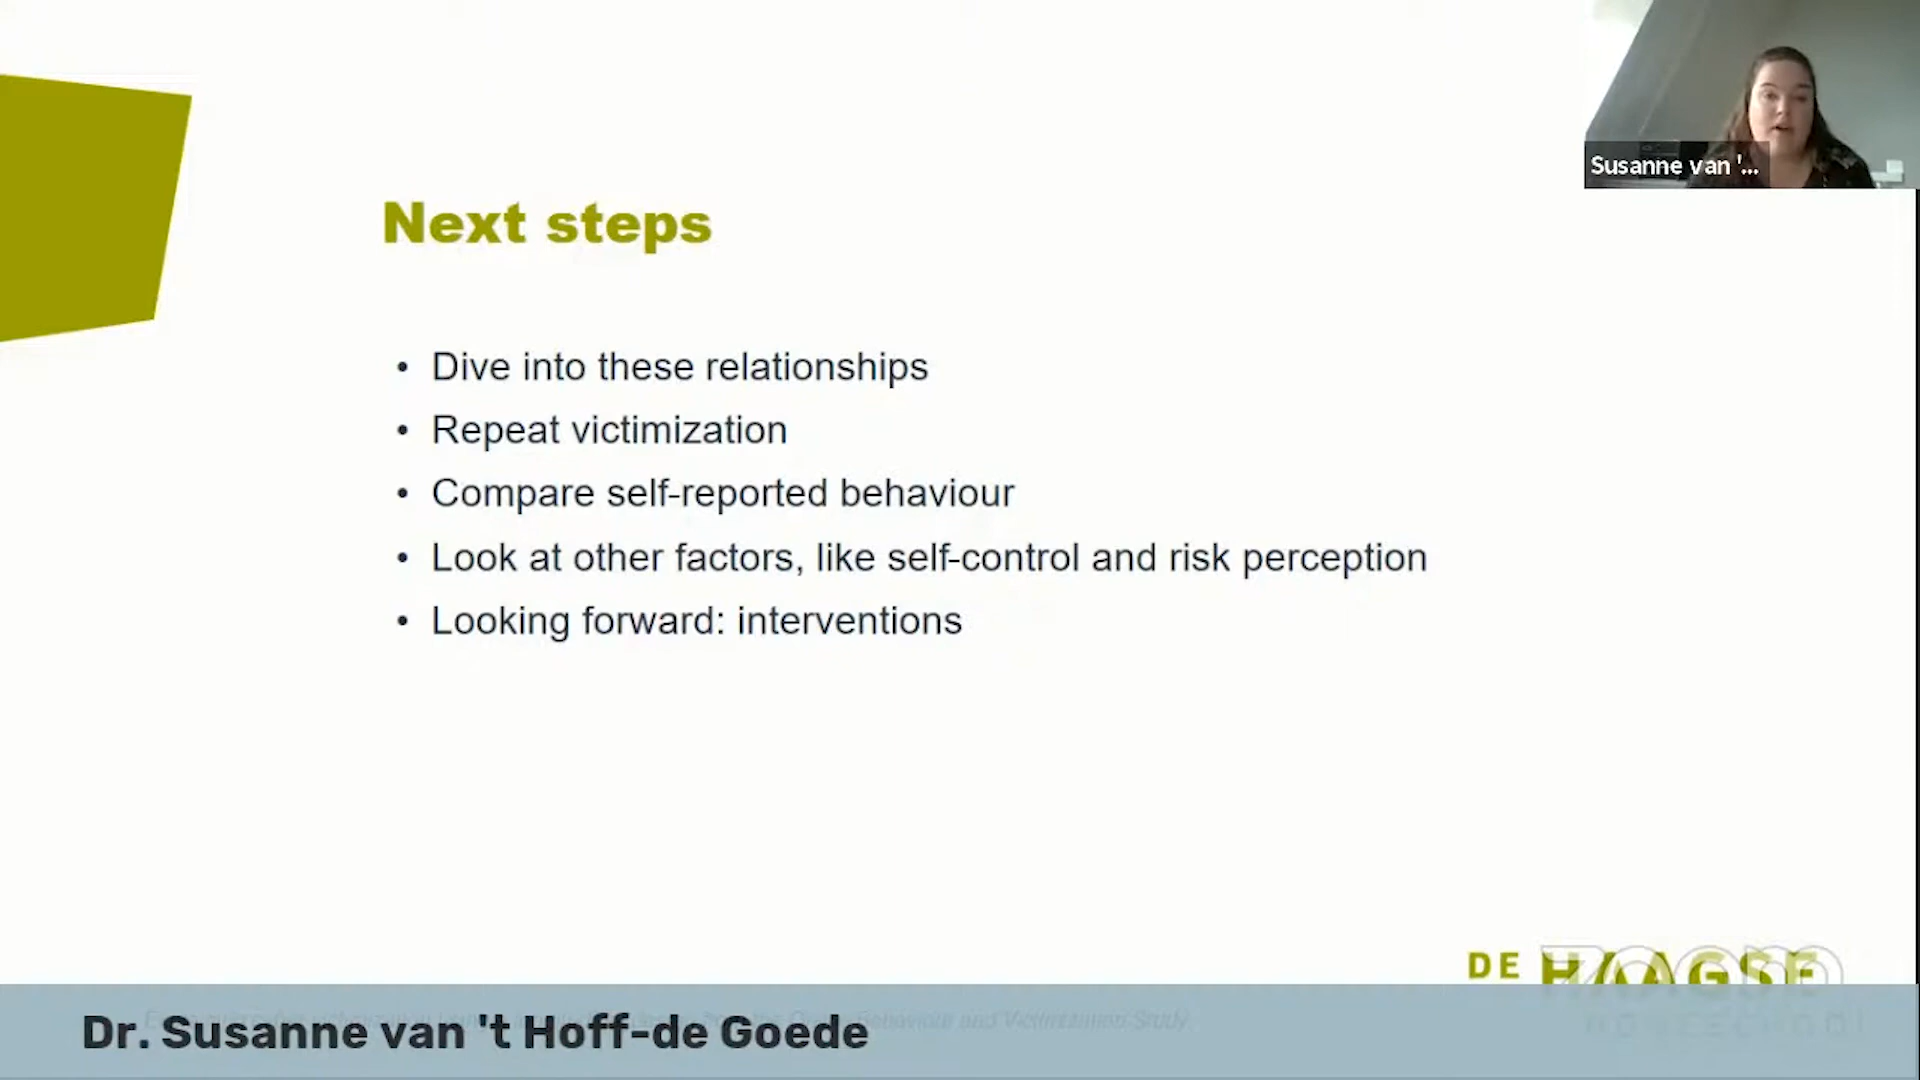 Susanne van '...
Next steps
• Dive into these relationships
• Repeat victimization
• Compare self-reported behaviour
• Look at other factors, like self-control and risk perception
• Looking forward: interventions
DE HAAGSE
zoom
Dr. Susanne van 't Hoff-de Goede